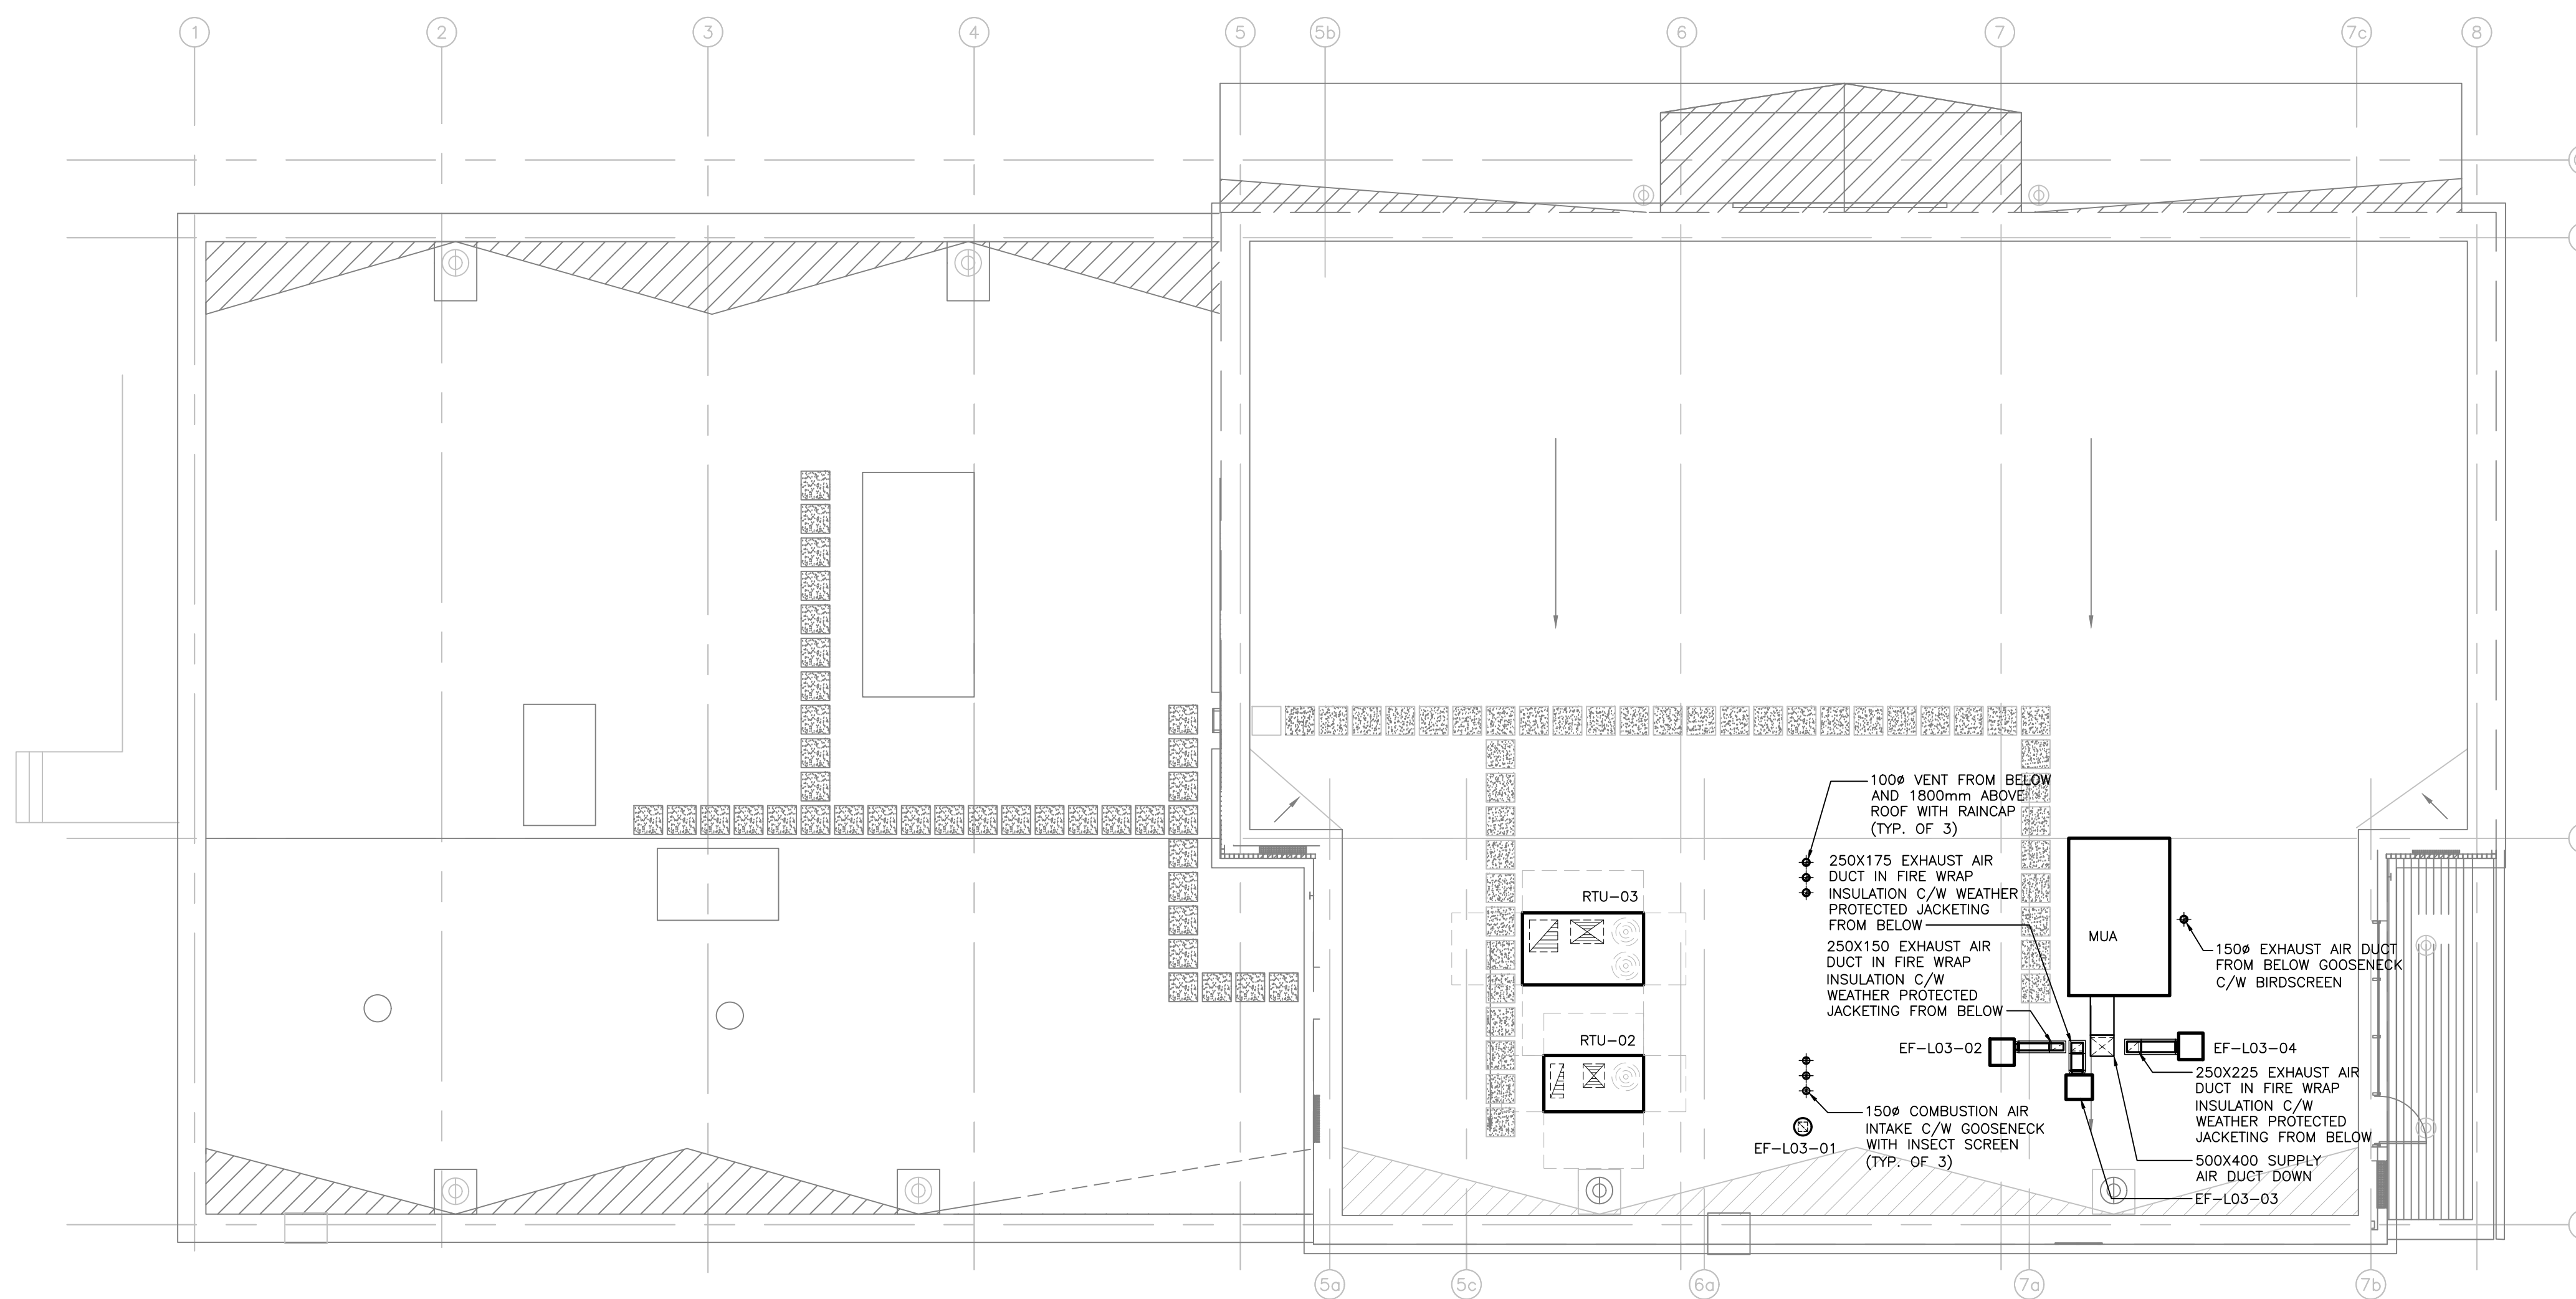 1
2
3
4
5
5b
6
7
7c
8
100ø VENT FROM BELOW
AND 1800mm ABOVE
ROOF WITH RAINCAP
(TYP. OF 3)
250X175 EXHAUST AIR
DUCT IN FIRE WRAP
INSULATION C/W WEATHER
PROTECTED JACKETING
FROM BELOW
RTU-03
MUA
250X150 EXHAUST AIR
DUCT IN FIRE WRAP
INSULATION C/W
WEATHER PROTECTED
JACKETING FROM BELOW
150ø EXHAUST AIR DUCT
FROM BELOW GOOSENECK
C/W BIRDSCREEN
RTU-02
EF-L03-02
EF-L03-04
250X225 EXHAUST AIR
DUCT IN FIRE WRAP
INSULATION C/W
WEATHER PROTECTED
JACKETING FROM BELOW
150ø COMBUSTION AIR
INTAKE C/W GOOSENECK
WITH INSECT SCREEN
(TYP. OF 3)
EF-L03-01
500X400 SUPPLY
AIR DUCT DOWN
EF-L03-03
5a
5c
6a
7a
7b